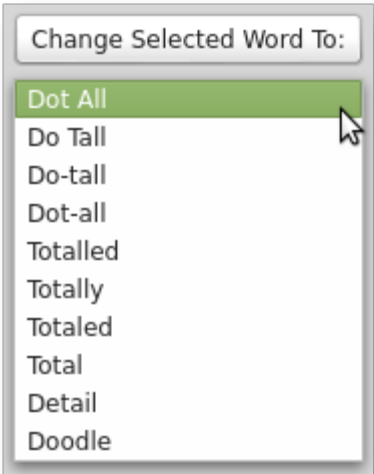 Change Selected Word To:
Dot All
Do Tall
Do-tall
Dot-all
Totalled
Totally
Totaled
Total
Detail
Doodle